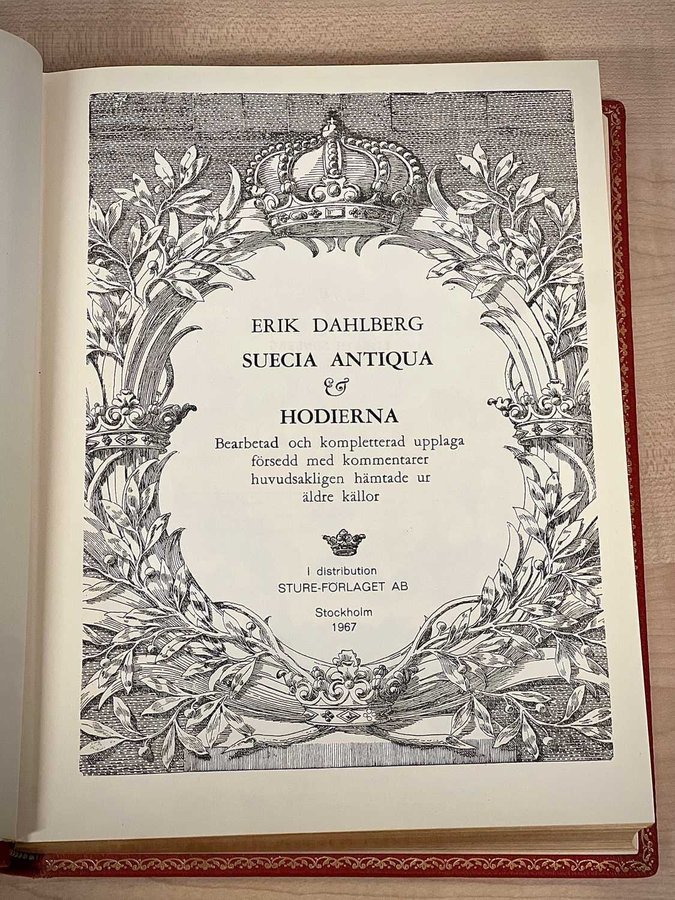 ERIK DAHLBERG
SUECIA ANTIQUA
&
HODIERNA
Bearbetad och kompletterad upplaga
försedd med kommentarer
huvudsakligen hämtade ur
äldre källor
I distribution
STURE-FÖRLAGET AB
Stockholm
1967